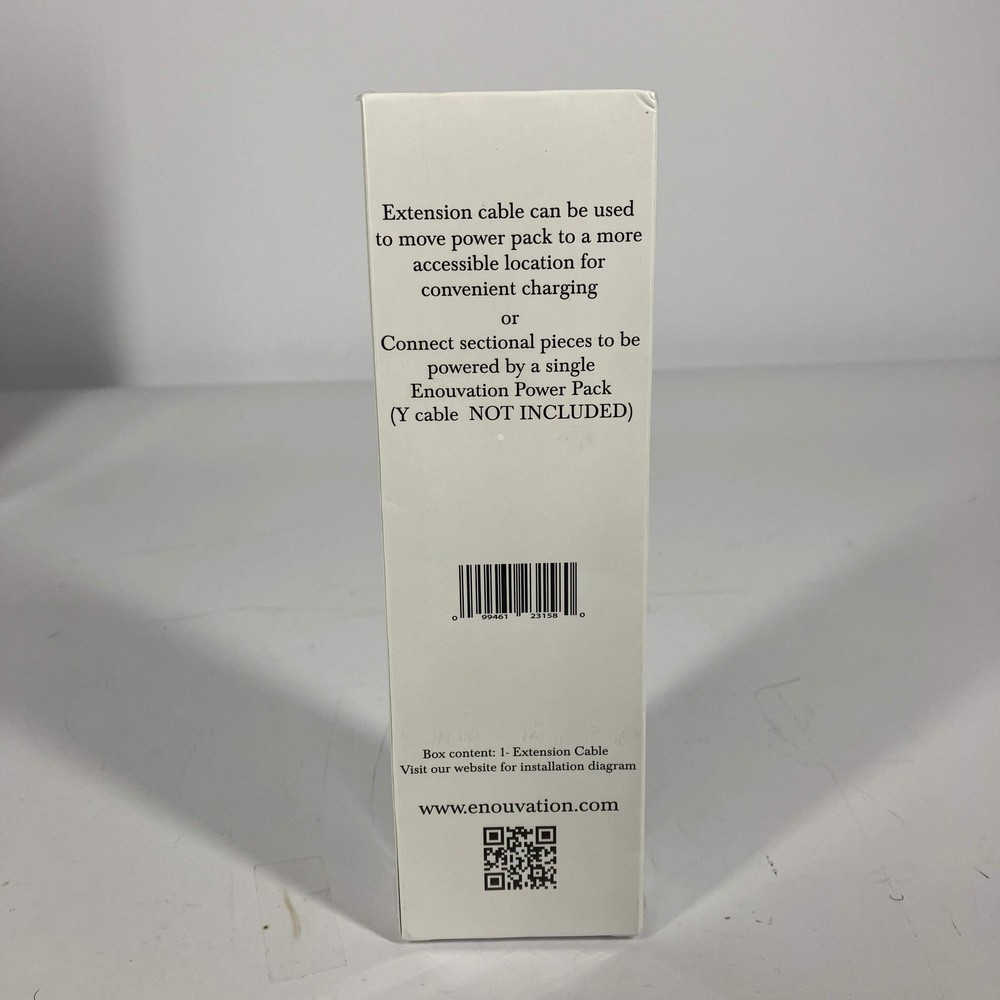 Extension cable can be used
to move power pack to a more
accessible location for
convenient charging
or
Connect sectional pieces to be
powered by a single
Enouvation Power Pack
(Y cable NOT INCLUDED)
0 99461 23158 0
Box content: 1- Extension Cable
Visit our website for installation diagram
www.enouvation.com